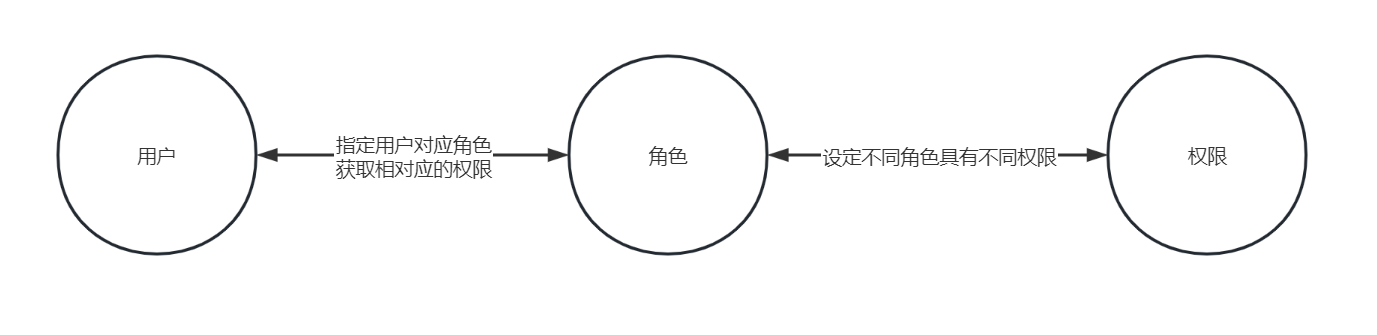 用户
指定用户对应角色
获取相对应的权限
角色
设定不同角色具有不同权限
权限